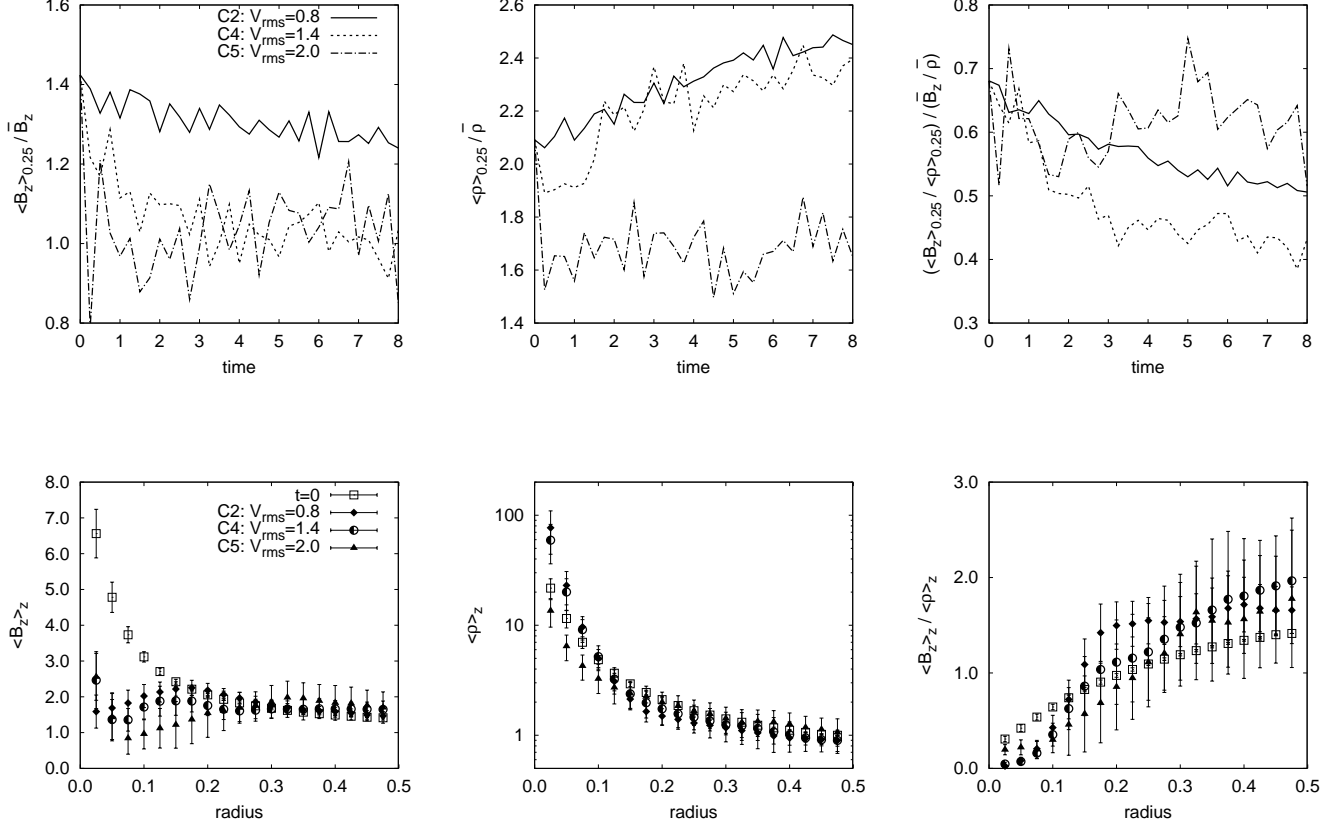 1.6
1.4
1.2
1.0
0.8
0 1 2 3 4 5 6 7 8
time
<B_z>_0.25 / B̅_z
C2: V_rms=0.8
C4: V_rms=1.4
C5: V_rms=2.0
2.6
2.4
2.2
2.0
1.8
1.6
1.4
0 1 2 3 4 5 6 7 8
time
<ρ>_0.25 / ρ̅
0.8
0.7
0.6
0.5
0.4
0.3
0 1 2 3 4 5 6 7 8
time
(<B_z>_0.25 / <ρ>_0.25) / (B̅_z / ρ̅)
8.0
7.0
6.0
5.0
4.0
3.0
2.0
1.0
0.0
0.0 0.1 0.2 0.3 0.4 0.5
radius
<B_z>_z
t=0
C2: V_rms=0.8
C4: V_rms=1.4
C5: V_rms=2.0
100
10
1
0.0 0.1 0.2 0.3 0.4 0.5
radius
<ρ>_z
3.0
2.0
1.0
0.0
0.0 0.1 0.2 0.3 0.4 0.5
radius
<B_z>_z / <ρ>_z